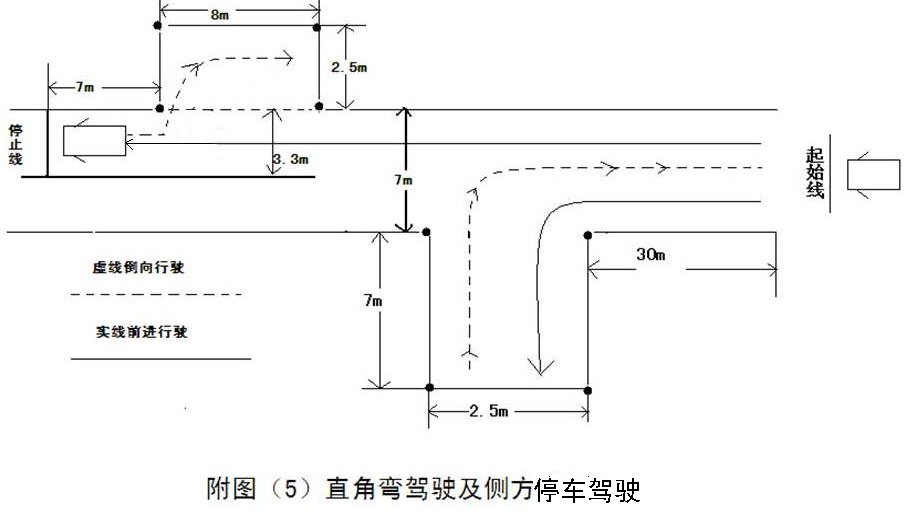 8m
2.5m
7m
停止线
3.3m
7m
起始线
30m
虚线倒向行驶
7m
实线前进行驶
2.5m
附图（5）直角弯驾驶及侧方停车驾驶